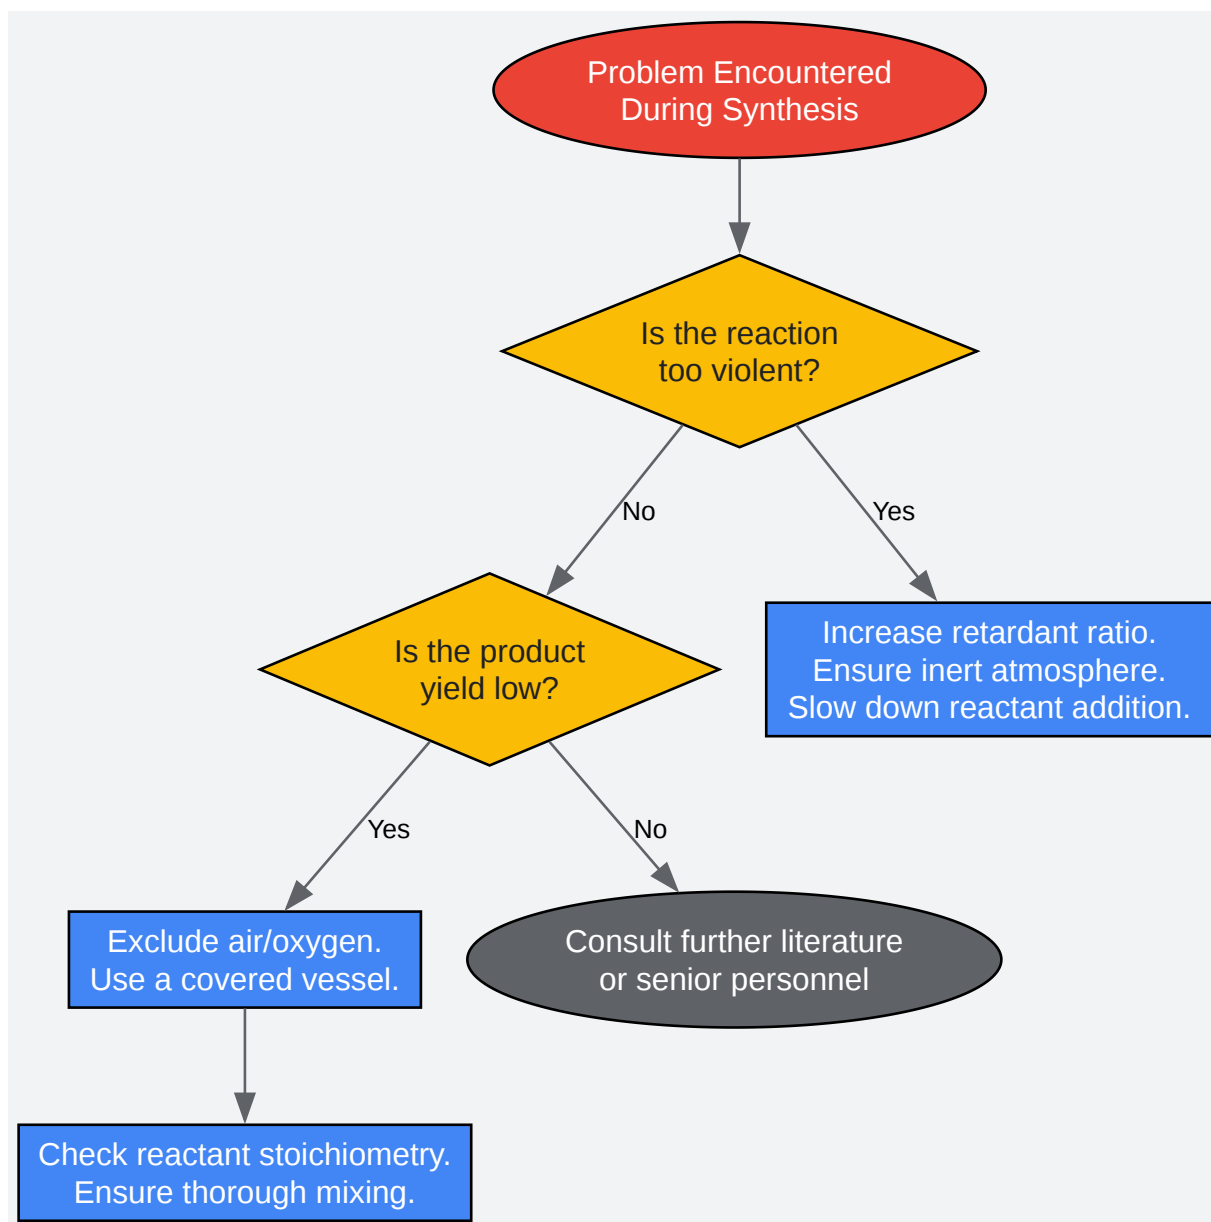 Problem Encountered
During Synthesis
Is the reaction
too violent?
No
Yes
Is the product
yield low?
Increase retardant ratio.
Ensure inert atmosphere.
Slow down reactant addition.
Yes
No
Exclude air/oxygen.
Use a covered vessel.
Consult further literature
or senior personnel
Check reactant stoichiometry.
Ensure thorough mixing.